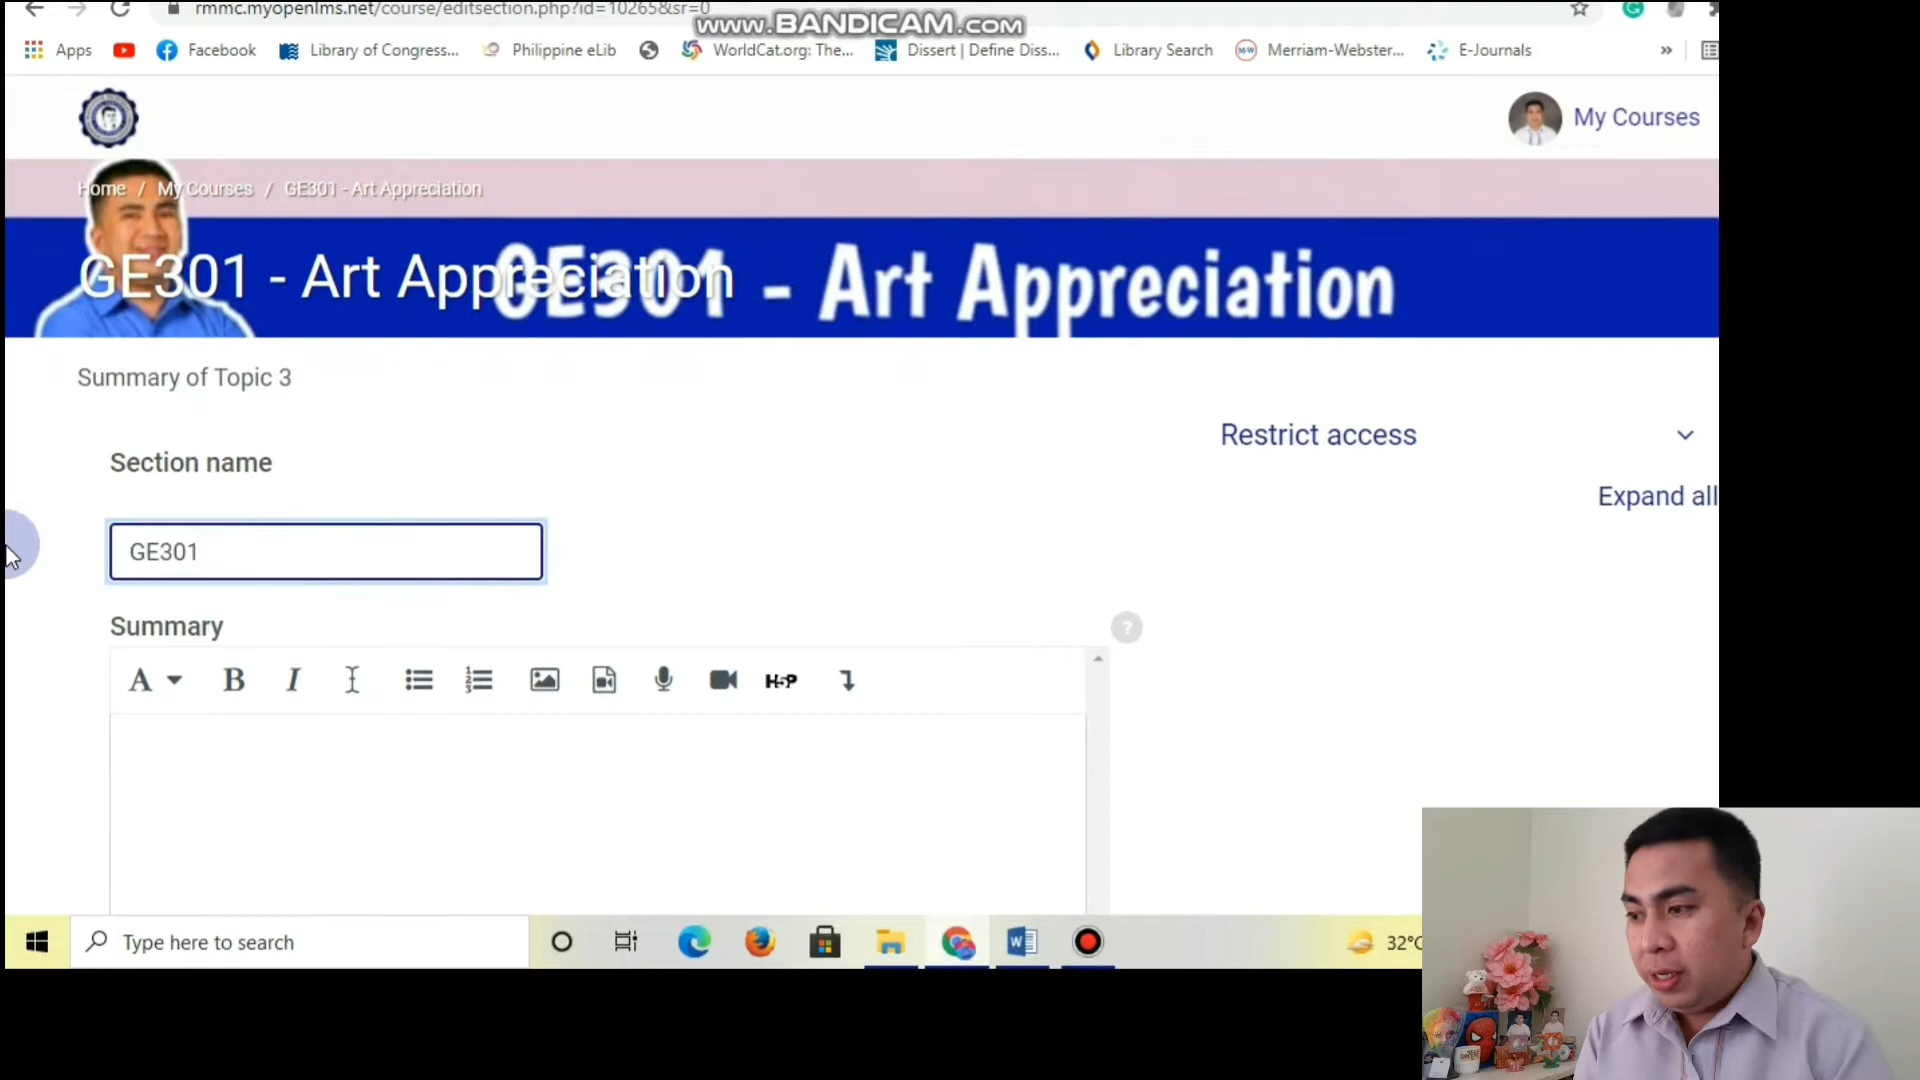 rmmc.myopenlms.net/course/editsection.php?id=10265&sr=0
www.BANDICAM.com
Apps Facebook Library of Congress... Philippine eLib WorldCat.org: The... Dissert | Define Diss... Library Search Merriam-Webster... E-Journals »
My Courses
Home / My Courses / GE301 - Art Appreciation
GE301 - Art Appreciation
GE301 - Art Appreciation
Summary of Topic 3
Restrict access
Section name
Expand all
GE301
Summary
?
A B I H5P
Type here to search
32°C